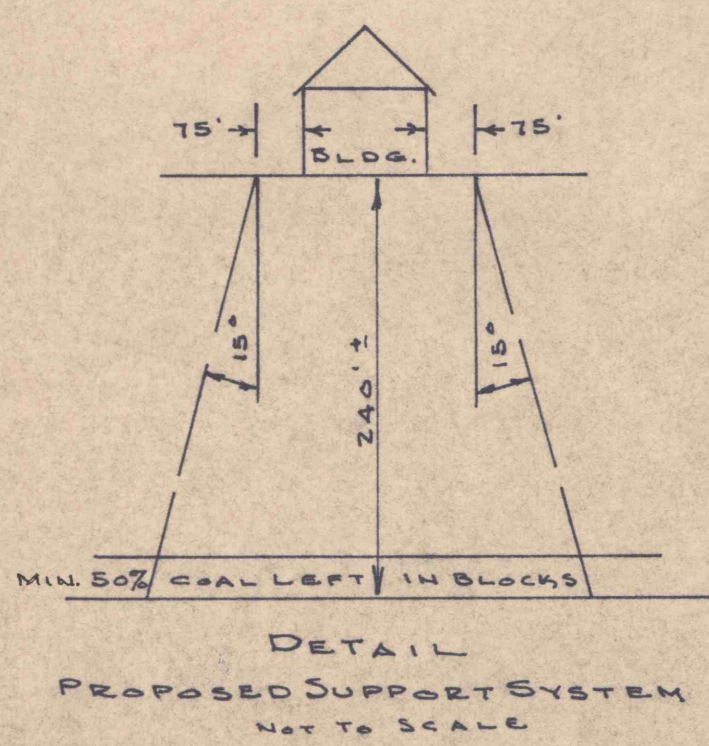 75' 75'
BLDG.
15° 15°
240' ±
MIN. 50% COAL LEFT IN BLOCKS
DETAIL
PROPOSED SUPPORT SYSTEM
NOT TO SCALE